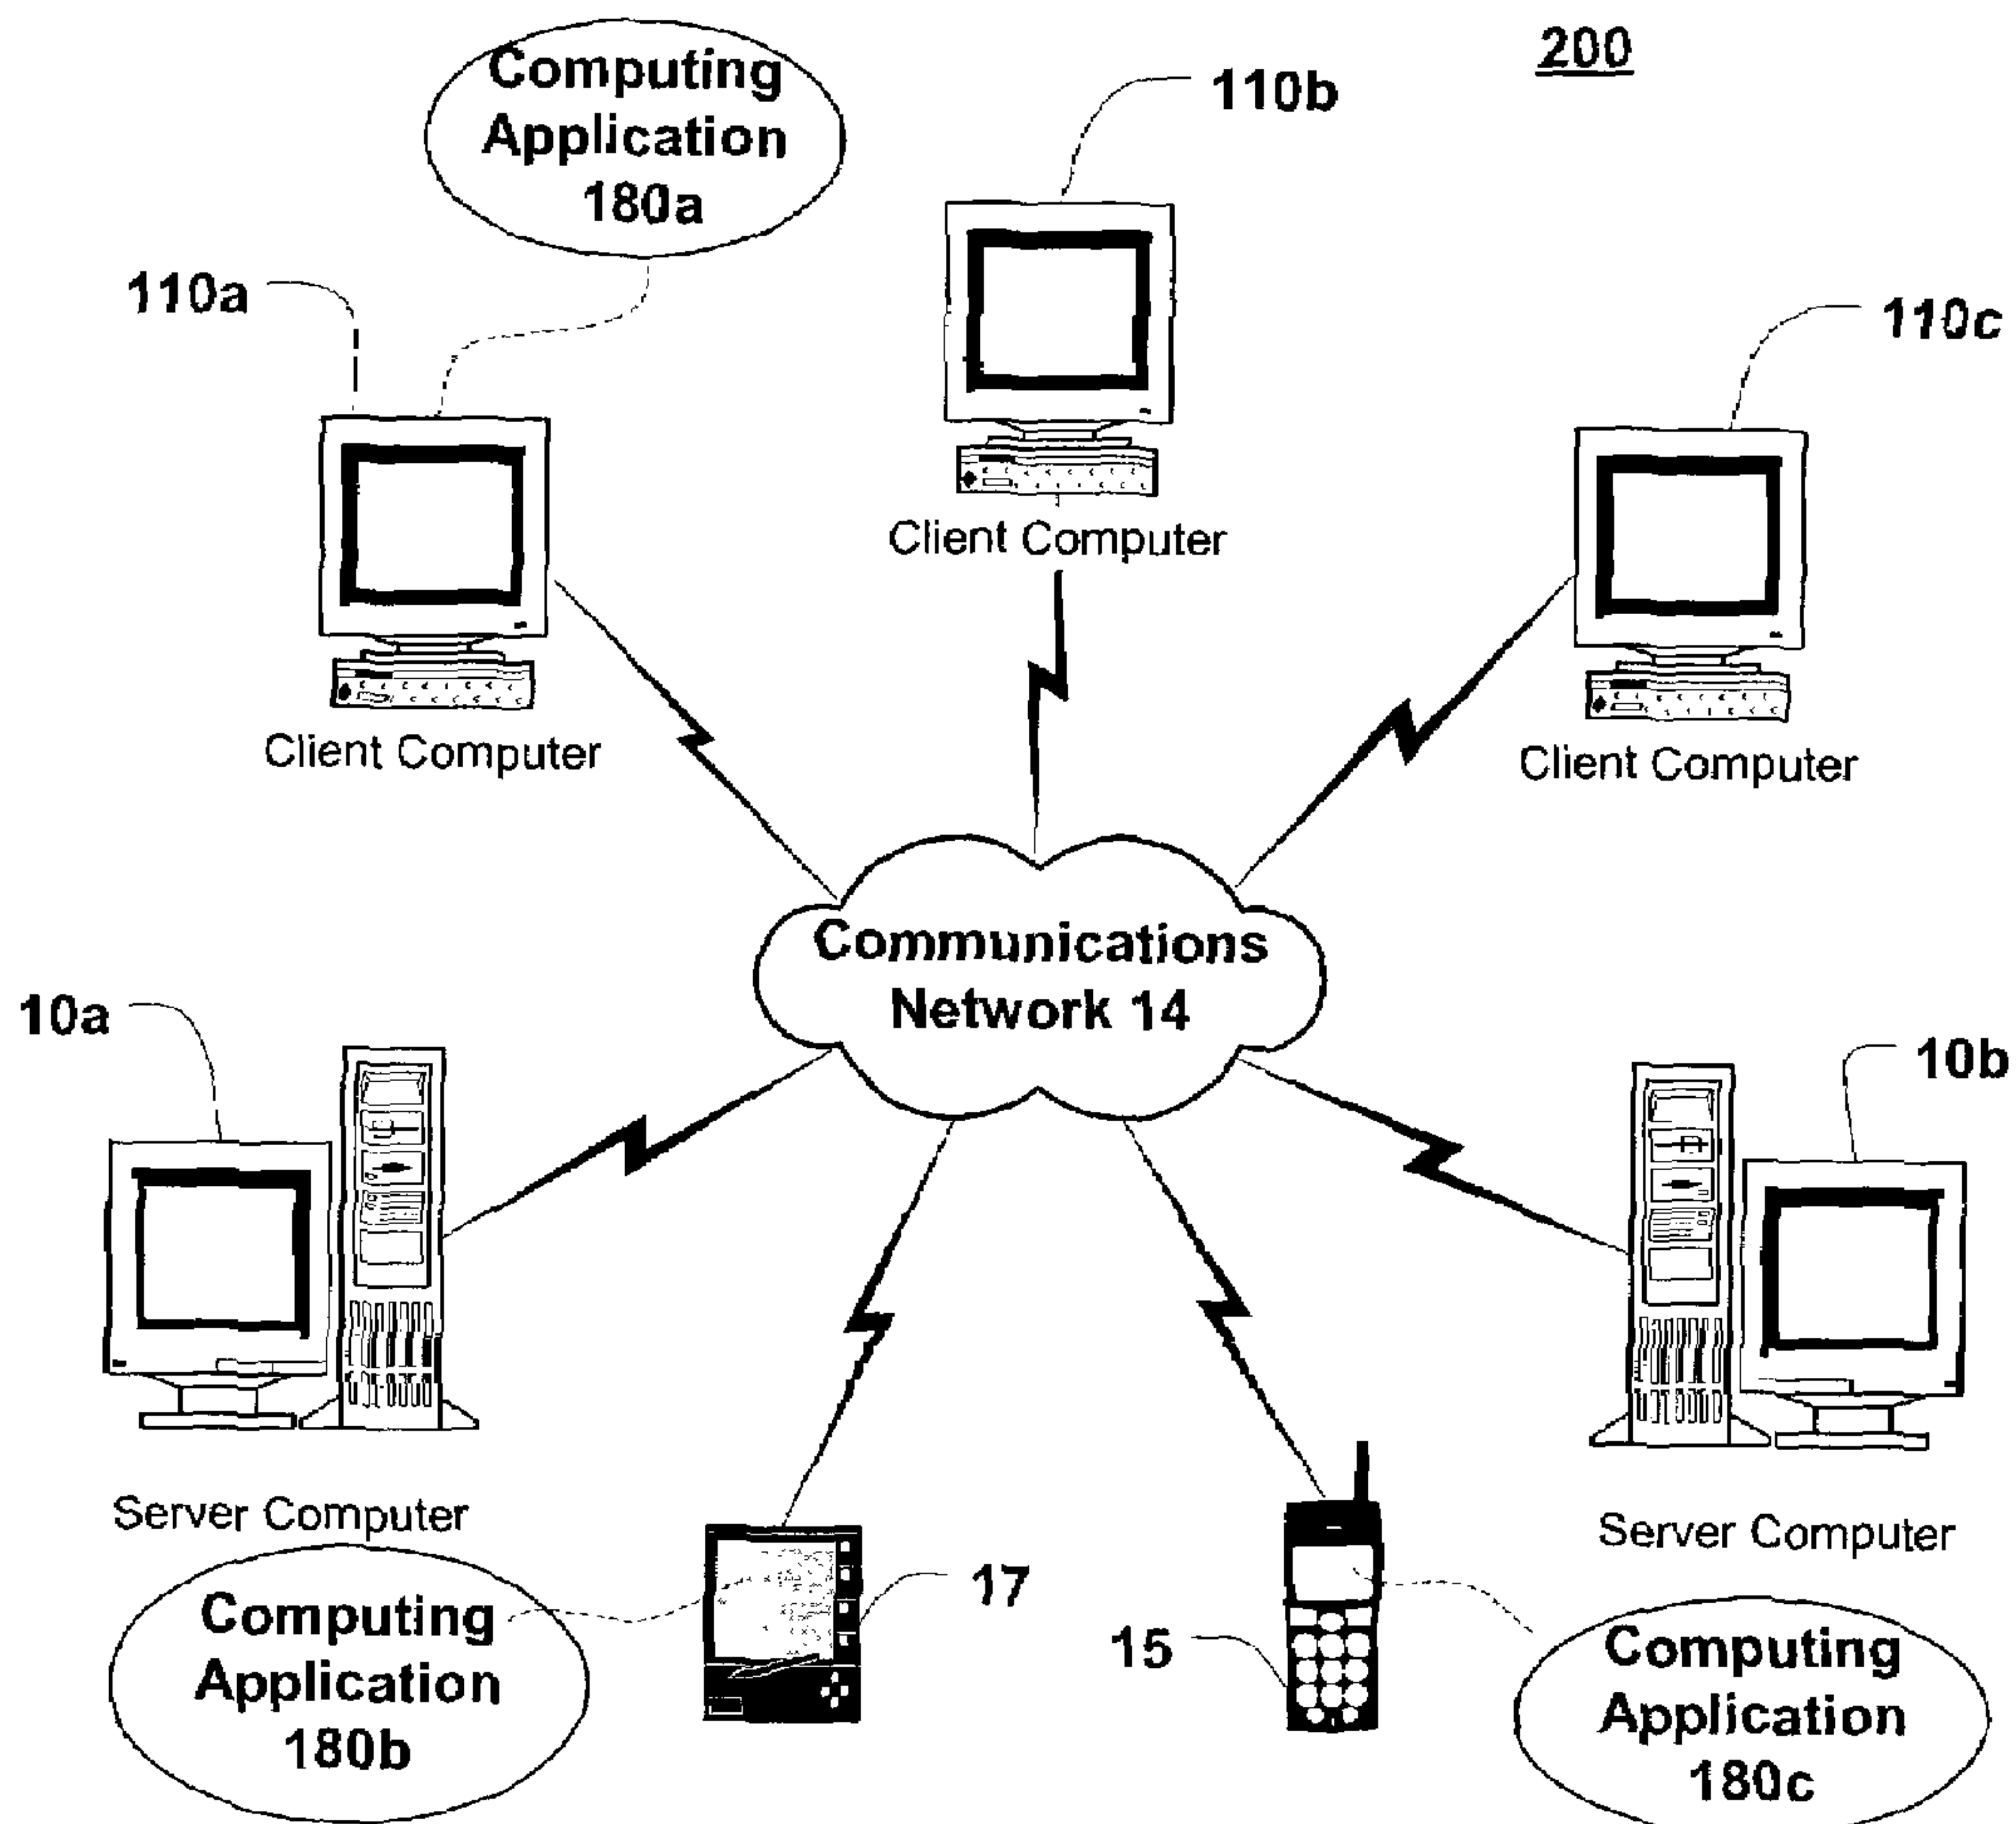 200
Computing
Application
180a
110b
110a
110c
Client Computer
Client Computer
Client Computer
Communications
Network 14
10a
10b
Server Computer
Server Computer
17
15
Computing
Application
180b
Computing
Application
180c